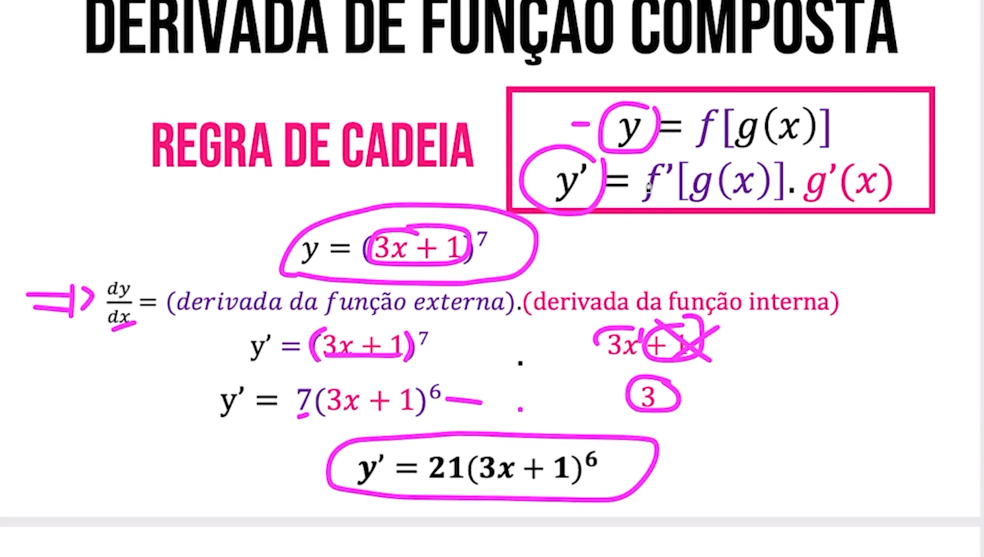 DERIVADA DE FUNÇÃO COMPOSTA
REGRA DE CADEIA
y = f[g(x)]
y' = f'[g(x)]. g'(x)
y = (3x + 1)⁷
dy/dx = (derivada da função externa).(derivada da função interna)
y' = (3x + 1)⁷ . 3x + 1
y' = 7(3x + 1)⁶ . 3
y' = 21(3x + 1)⁶